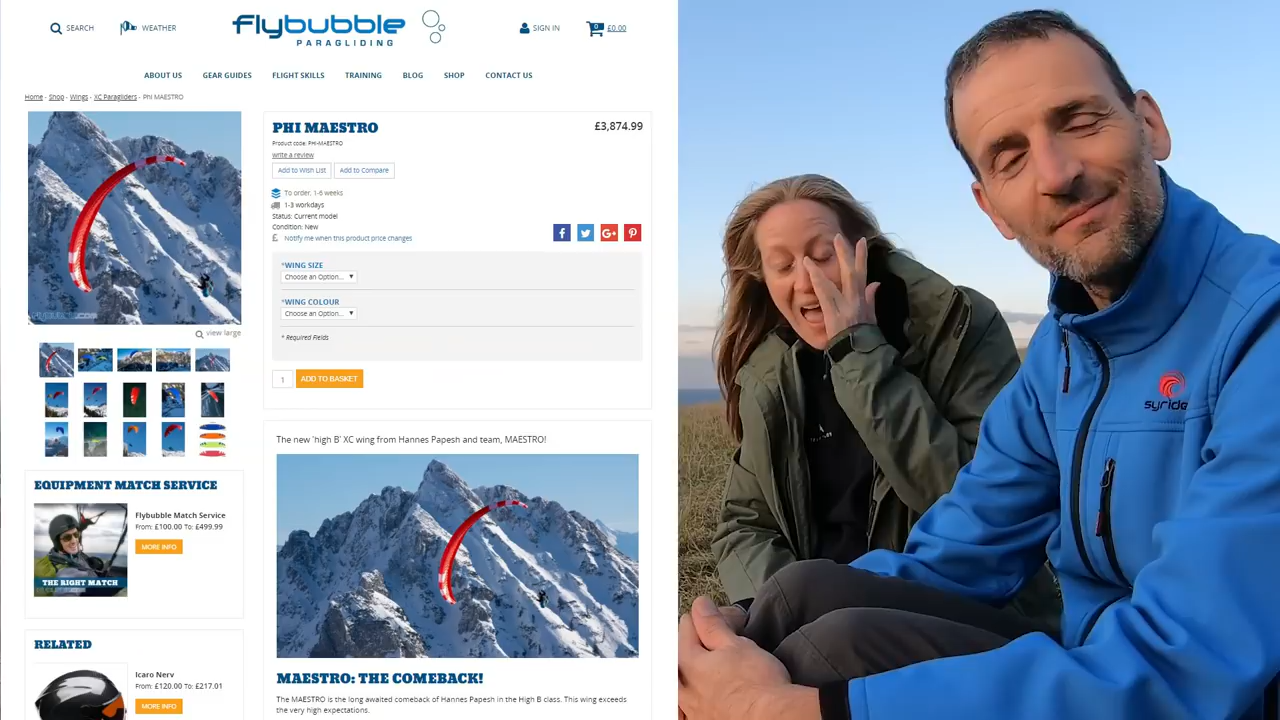 SEARCH
WEATHER
flybubble
PARAGLIDING
SIGN IN
0
£0.00
ABOUT US
GEAR GUIDES
FLIGHT SKILLS
TRAINING
BLOG
SHOP
CONTACT US
Home - Shop - Wings - XC Paragliders - PHI MAESTRO
view large
EQUIPMENT MATCH SERVICE
THE RIGHT MATCH
Flybubble Match Service
From: £100.00 To: £499.99
MORE INFO
RELATED
Icaro Nerv
From: £120.00 To: £217.01
MORE INFO
PHI MAESTRO
£3,874.99
Product code: PHI-MAESTRO
write a review
Add to Wish List
Add to Compare
To order, 1-6 weeks
1-3 workdays
Status: Current model
Condition: New
£ Notify me when this product price changes
*WING SIZE
Choose an Option...
*WING COLOUR
Choose an Option...
* Required Fields
1
ADD TO BASKET
The new 'high B' XC wing from Hannes Papesh and team, MAESTRO!
MAESTRO: THE COMEBACK!
The MAESTRO is the long awaited comeback of Hannes Papesh in the High B class. This wing exceeds
the very high expectations.
syride